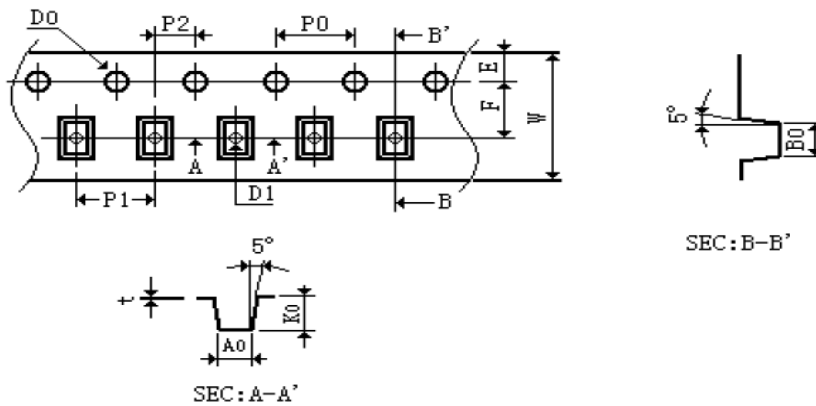 D0
P2
P0
B'
E
F
W
A
A'
D1
P1
B
5°
B0
SEC:B-B'
5°
t
K0
A0
SEC:A-A'